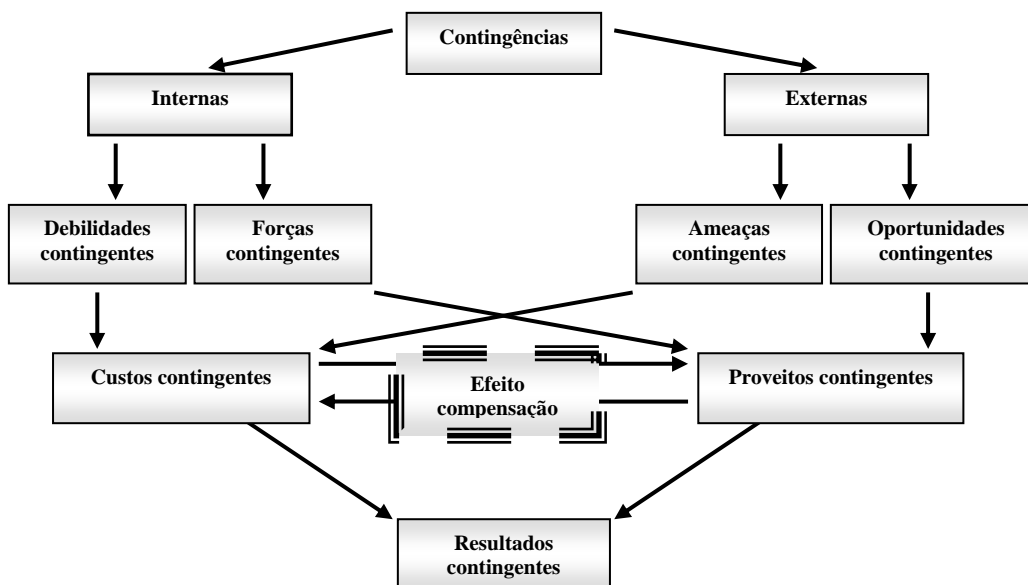 Contingências
Internas
Externas
Debilidades
contingentes
Forças
contingentes
Ameaças
contingentes
Oportunidades
contingentes
Custos contingentes
Efeito
compensação
Proveitos contingentes
Resultados
contingentes